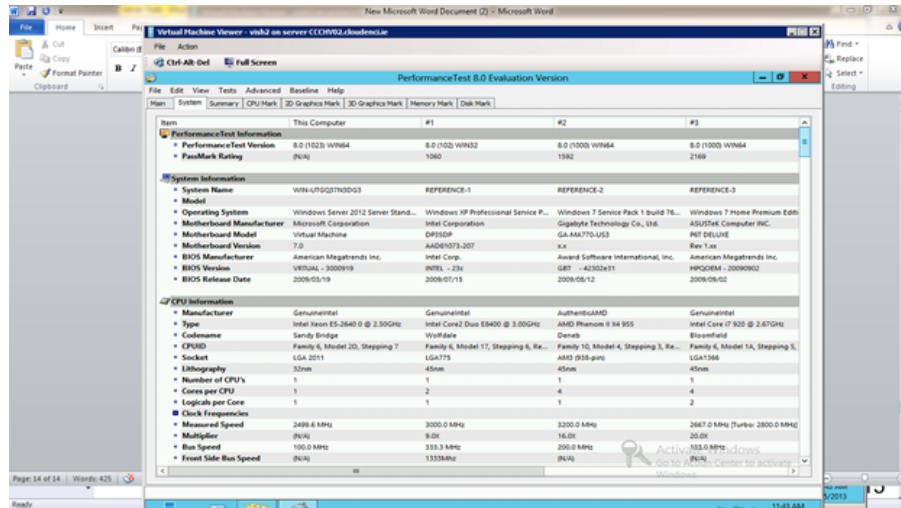 New Microsoft Word Document (2) - Microsoft Word
File Home Insert
Virtual Machine Viewer - vish2 on server CCCHV02.cloudenci.ie
File Action
Ctrl-Alt-Del Full Screen
Cut
Copy
Paste
Format Painter
Clipboard
Calibri
B I
Find
Replace
Select
Editing
PerformanceTest 8.0 Evaluation Version
File Edit View Tests Advanced Baseline Help
Main System Summary CPU Mark 2D Graphics Mark 3D Graphics Mark Memory Mark Disk Mark
Item This Computer #1 #2 #3
PerformanceTest Information
PerformanceTest Version 8.0 (1023) WIN64 8.0 (102) WIN32 8.0 (1000) WIN64 8.0 (1000) WIN64
PassMark Rating (N/A) 1060 1592 2169
System Information
System Name REFERENCE-1 REFERENCE-2 REFERENCE-3
Model
Operating System Windows Server 2012 Server Stand... Windows XP Professional Service P... Windows 7 Service Pack 1 build 76... Windows 7 Home Premium Editi
Motherboard Manufacturer Microsoft Corporation Intel Corporation Gigabyte Technology Co., Ltd. ASUSTeK Computer INC.
Motherboard Model Virtual Machine DP35DP GA-MA770-US3 P6T DELUXE
Motherboard Version 7.0 AAD81073-207 x.x Rev 1.xx
BIOS Manufacturer American Megatrends Inc. Intel Corp. Award Software International, Inc. American Megatrends Inc.
BIOS Version VRTUAL - 3000919 INTEL - 23c GBT - 42302e31 HPQOEM - 20090902
BIOS Release Date 2009/03/19 2009/07/15 2009/08/12 2009/09/02
CPU Information
Manufacturer GenuineIntel GenuineIntel AuthenticAMD GenuineIntel
Type Intel Xeon E5-2640 0 @ 2.50GHz Intel Core2 Duo E8400 @ 3.00GHz AMD Phenom II X4 955 Intel Core i7 920 @ 2.67GHz
Codename Sandy Bridge Wolfdale Deneb Bloomfield
CPUID Family 6, Model 2D, Stepping 7 Family 6, Model 17, Stepping 6, Re... Family 10, Model 4, Stepping 3, Re... Family 6, Model 1A, Stepping 5,
Socket LGA 2011 LGA775 AM3 (938-pin) LGA1366
Lithography 32nm 45nm 45nm 45nm
Number of CPU's 1 1 1 1
Cores per CPU 1 2 4 4
Logicals per Core 1 1 1 2
Clock Frequencies
Measured Speed 2499.6 MHz 3000.0 MHz 3200.0 MHz 2667.0 MHz [Turbo: 2800.0 MHz]
Multiplier (N/A) 9.0X 16.0X 20.0X
Bus Speed 100.0 MHz 333.3 MHz 200.0 MHz 133.0 MHz
Front Side Bus Speed (N/A) 1333Mhz (N/A) (N/A)
Activate Windows
Go to Action Center to activate
Windows.
Page: 14 of 14 Words: 425
Ready
11:43 AM
5/2013